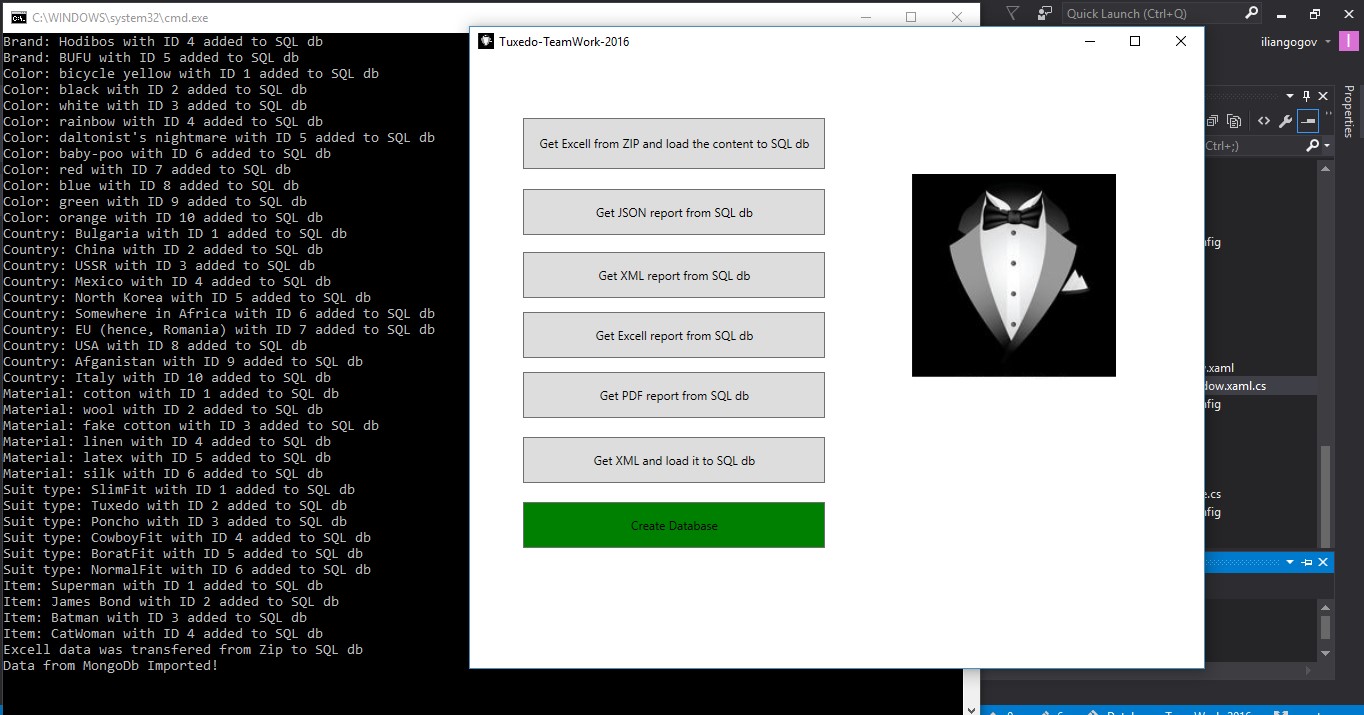 C:\WINDOWS\system32\cmd.exe
Brand: Hodibos with ID 4 added to SQL db
Brand: BUFU with ID 5 added to SQL db
Color: bicycle yellow with ID 1 added to SQL db
Color: black with ID 2 added to SQL db
Color: white with ID 3 added to SQL db
Color: rainbow with ID 4 added to SQL db
Color: daltonist's nightmare with ID 5 added to SQL db
Color: baby-poo with ID 6 added to SQL db
Color: red with ID 7 added to SQL db
Color: blue with ID 8 added to SQL db
Color: green with ID 9 added to SQL db
Color: orange with ID 10 added to SQL db
Country: Bulgaria with ID 1 added to SQL db
Country: China with ID 2 added to SQL db
Country: USSR with ID 3 added to SQL db
Country: Mexico with ID 4 added to SQL db
Country: North Korea with ID 5 added to SQL db
Country: Somewhere in Africa with ID 6 added to SQL db
Country: EU (hence, Romania) with ID 7 added to SQL db
Country: USA with ID 8 added to SQL db
Country: Afganistan with ID 9 added to SQL db
Country: Italy with ID 10 added to SQL db
Material: cotton with ID 1 added to SQL db
Material: wool with ID 2 added to SQL db
Material: fake cotton with ID 3 added to SQL db
Material: linen with ID 4 added to SQL db
Material: latex with ID 5 added to SQL db
Material: silk with ID 6 added to SQL db
Suit type: SlimFit with ID 1 added to SQL db
Suit type: Tuxedo with ID 2 added to SQL db
Suit type: Poncho with ID 3 added to SQL db
Suit type: CowboyFit with ID 4 added to SQL db
Suit type: BoratFit with ID 5 added to SQL db
Suit type: NormalFit with ID 6 added to SQL db
Item: Superman with ID 1 added to SQL db
Item: James Bond with ID 2 added to SQL db
Item: Batman with ID 3 added to SQL db
Item: CatWoman with ID 4 added to SQL db
Excell data was transfered from Zip to SQL db
Data from MongoDb Imported!
Tuxedo-TeamWork-2016
Get Excell from ZIP and load the content to SQL db
Get JSON report from SQL db
Get XML report from SQL db
Get Excell report from SQL db
Get PDF report from SQL db
Get XML and load it to SQL db
Create Database
Quick Launch (Ctrl+Q)
iliangogov
I
Properties
Ctrl+;)
nfig
.xaml
dow.xaml.cs
nfig
e.cs
nfig